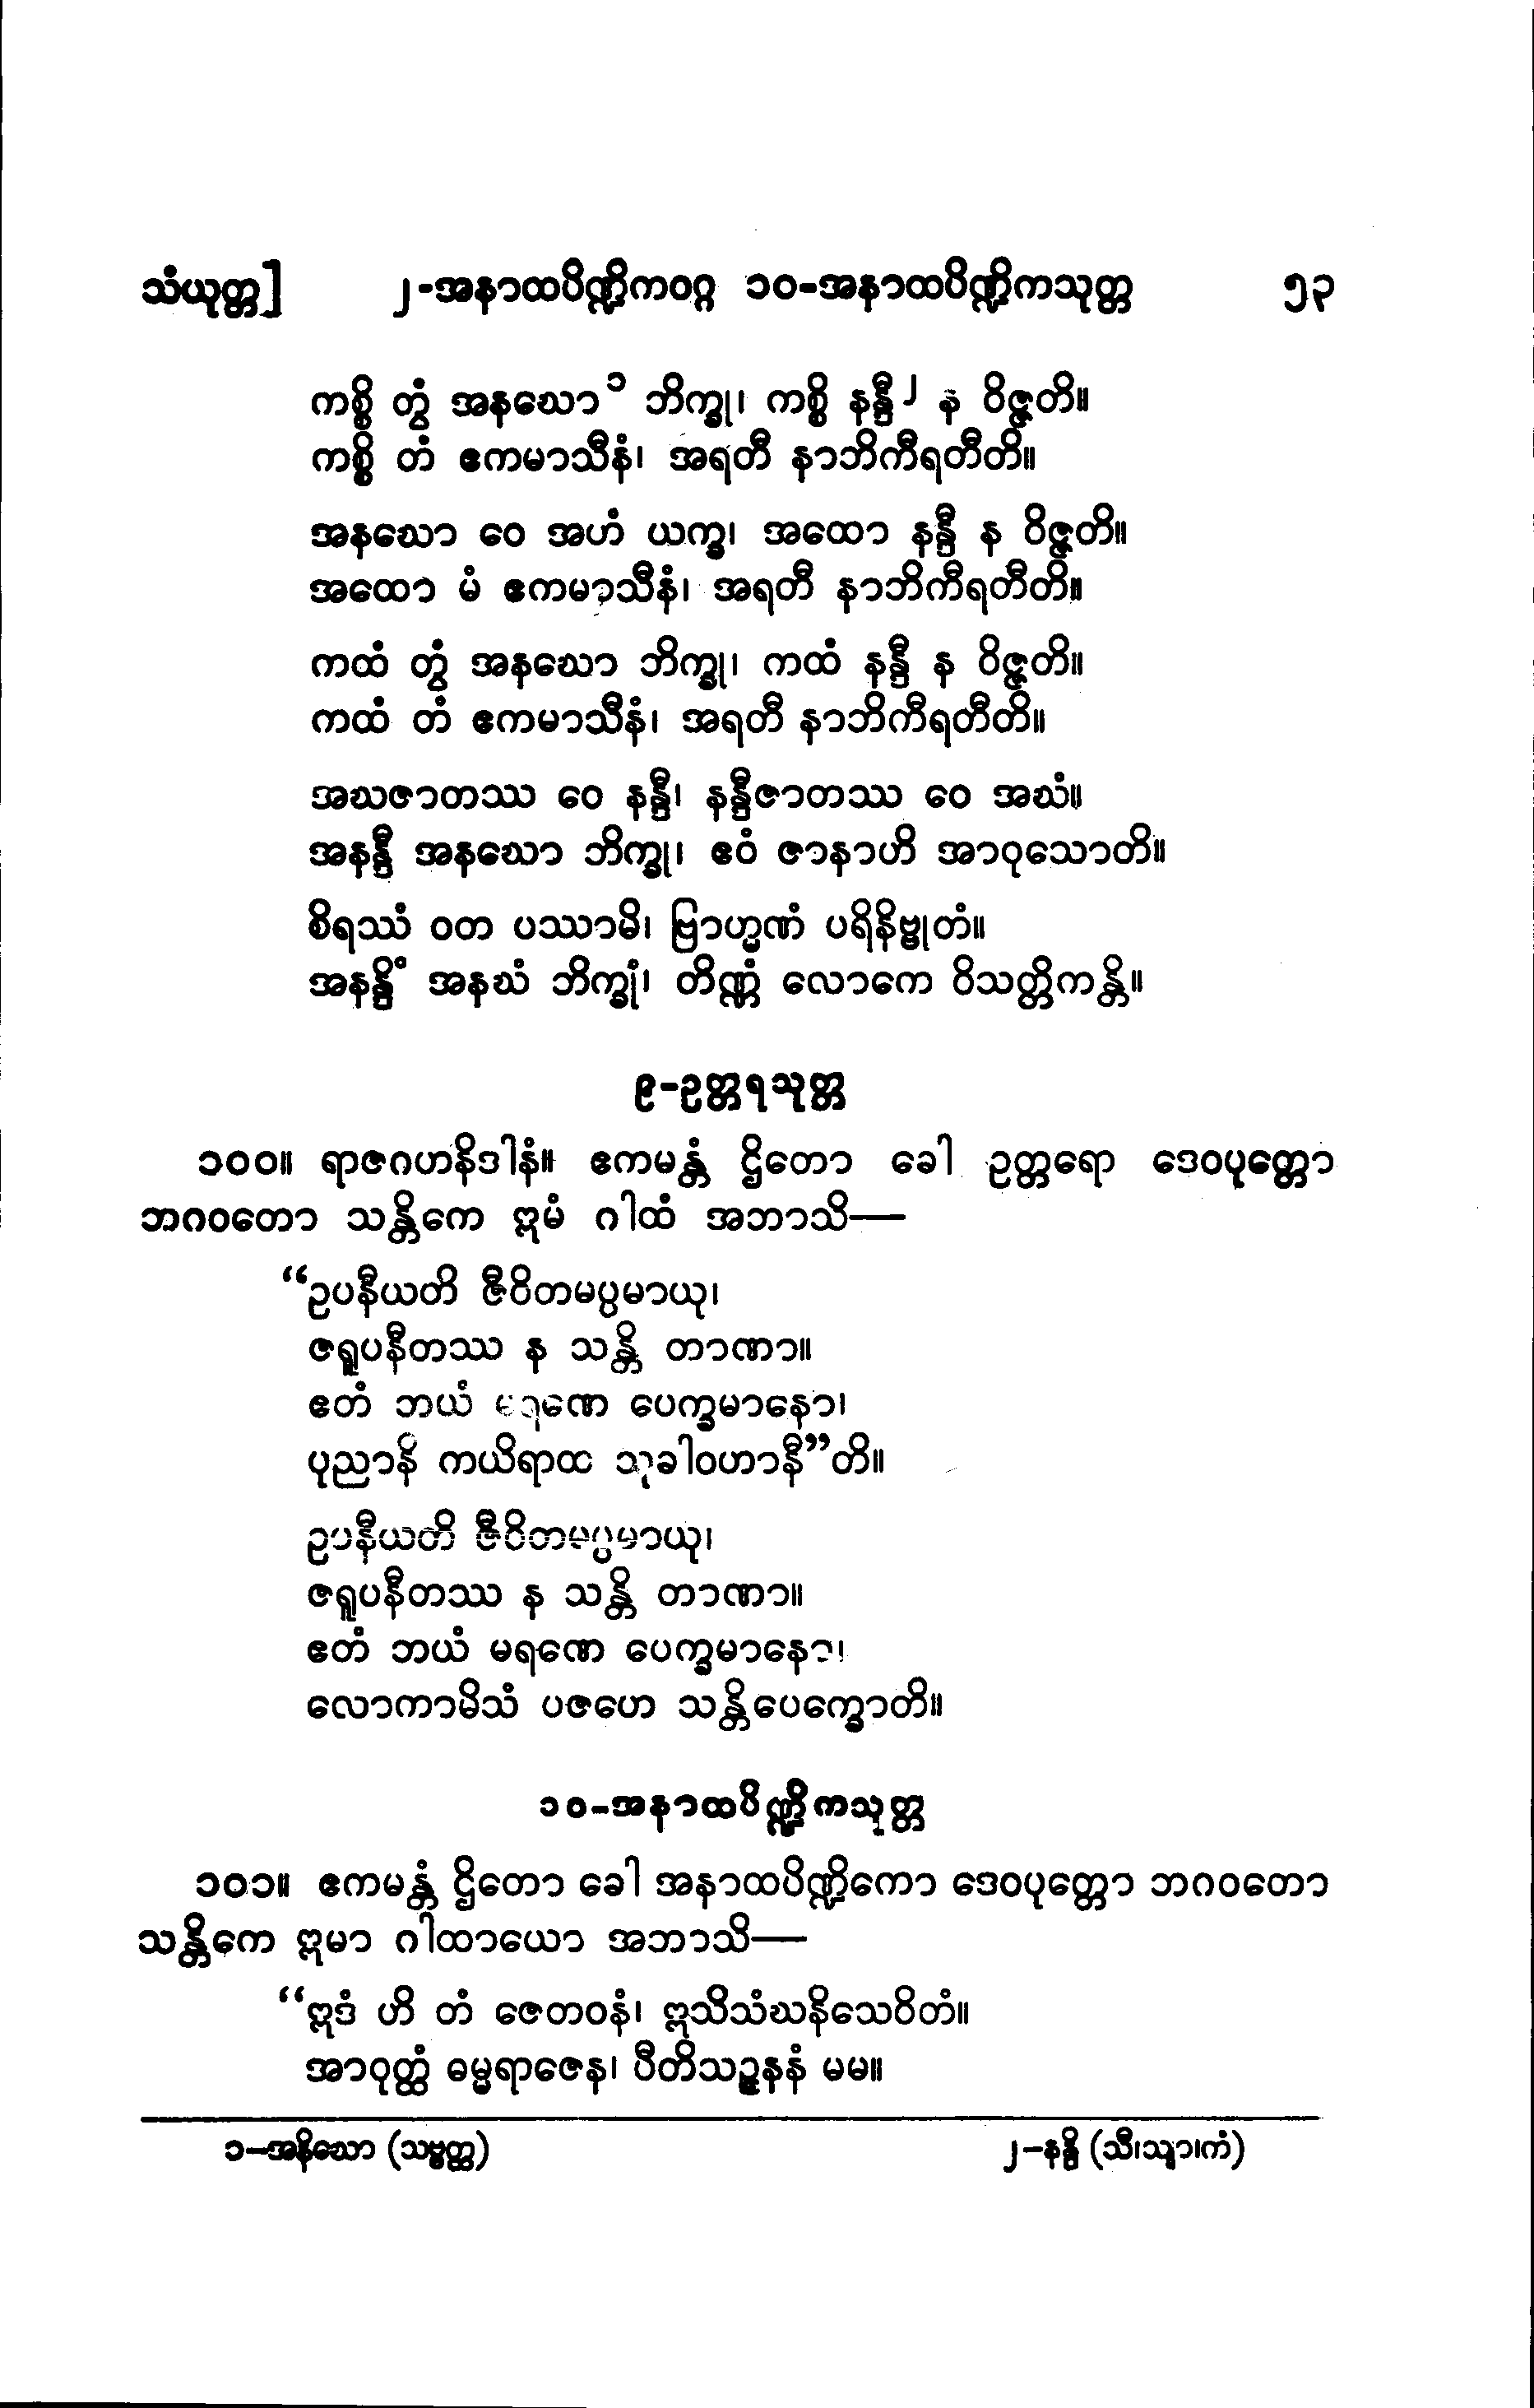 သံယုတ္တ] ၂-အနာထပိဏ္ဍိကဝဂ္ဂ ၁၀-အနာထပိဏ္ဍိကသုတ္တ ၅၃
ကစ္စိ တွံ အနဃော၁ ဘိက္ခု၊ ကစ္စိ နန္ဒီ၂ န ဝိဇ္ဇတိ။
ကစ္စိ တံ ဧကမာသီနံ၊ အရတီ နာဘိကီရတီတိ။
အနဃော ဝေ အဟံ ယက္ခ၊ အထော နန္ဒီ န ဝိဇ္ဇတိ။
အထော မံ ဧကမာသီနံ၊ အရတီ နာဘိကီရတီတိ။
ကထံ တွံ အနဃော ဘိက္ခု၊ ကထံ နန္ဒီ န ဝိဇ္ဇတိ။
ကထံ တံ ဧကမာသီနံ၊ အရတီ နာဘိကီရတီတိ။
အဃဇာတဿ ဝေ နန္ဒီ၊ နန္ဒီဇာတဿ ဝေ အဃံ။
အနန္ဒီ အနဃော ဘိက္ခု၊ ဧဝံ ဇာနာဟိ အာဝုသောတိ။
စိရဿံ ဝတ ပဿာမိ၊ ဗြာဟ္မဏံ ပရိနိဗ္ဗုတံ။
အနန္ဒိံ အနဃံ ဘိက္ခုံ၊ တိဏ္ဏံ လောကေ ဝိသတ္တိကန္တိ။
၉-ဥတ္တရသုတ္တ
၁၀၀။ ရာဇဂဟနိဒါနံ။ ဧကမန္တံ ဌိတော ခေါ ဥတ္တရော ဒေဝပုတ္တော
ဘဂဝတော သန္တိကေ ဣမံ ဂါထံ အဘာသိ—
“ဥပနီယတိ ဇီဝိတမပ္ပမာယု၊
ဇရူပနီတဿ န သန္တိ တာဏာ။
ဧတံ ဘယံ မရဏေ ပေက္ခမာနော၊
ပုညာနိ ကယိရာထ သုခါဝဟာနီ”တိ။
ဥပနီယတိ ဇီဝိတမပ္ပမာယု၊
ဇရူပနီတဿ န သန္တိ တာဏာ။
ဧတံ ဘယံ မရဏေ ပေက္ခမာနော၊
လောကာမိသံ ပဇဟေ သန္တိပေက္ခောတိ။
၁၀-အနာထပိဏ္ဍိကသုတ္တ
၁၀၁။ ဧကမန္တံ ဌိတော ခေါ အနာထပိဏ္ဍိကော ဒေဝပုတ္တော ဘဂဝတော
သန္တိကေ ဣမာ ဂါထာယော အဘာသိ—
“ဣဒံ ဟိ တံ ဇေတဝနံ၊ ဣသိသံဃနိသေဝိတံ။
အာဝုတ္ထံ ဓမ္မရာဇေန၊ ပီတိသဉ္ဇနနံ မမ။
၁–အနိဃော (သဗ္ဗတ္ထ) ၂–နန္ဒိ (သီ၊သျာ၊ကံ)